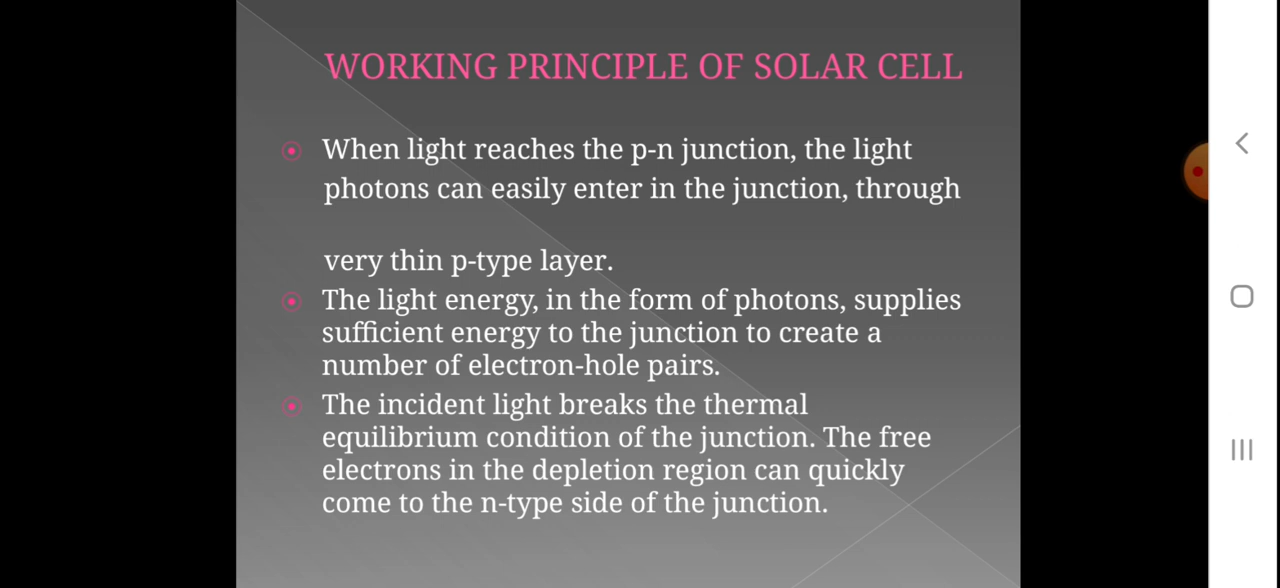 WORKING PRINCIPLE OF SOLAR CELL
When light reaches the p-n junction, the light
photons can easily enter in the junction, through
very thin p-type layer.
The light energy, in the form of photons, supplies
sufficient energy to the junction to create a
number of electron-hole pairs.
The incident light breaks the thermal
equilibrium condition of the junction. The free
electrons in the depletion region can quickly
come to the n-type side of the junction.